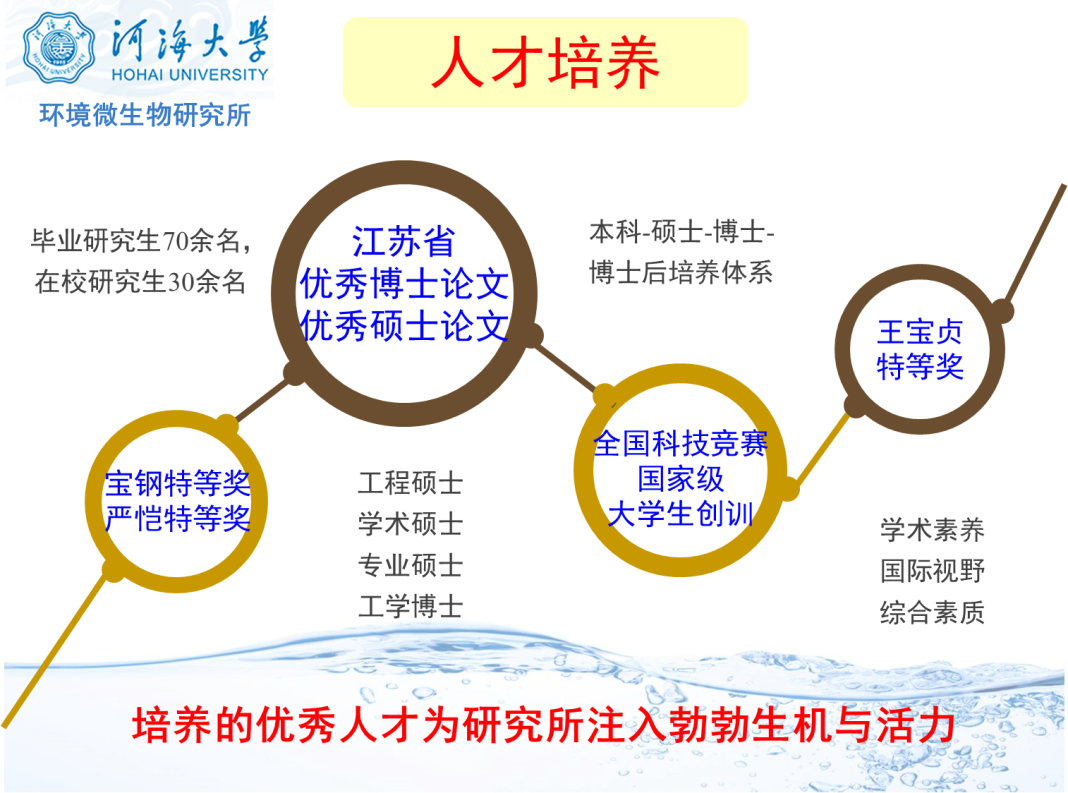 河海大学
HOHAI UNIVERSITY
环境微生物研究所
人才培养
毕业研究生70余名，
在校研究生30余名
江苏省
优秀博士论文
优秀硕士论文
本科-硕士-博士-
博士后培养体系
王宝贞
特等奖
宝钢特等奖
严恺特等奖
工程硕士
学术硕士
专业硕士
工学博士
全国科技竞赛
国家级
大学生创训
学术素养
国际视野
综合素质
培养的优秀人才为研究所注入勃勃生机与活力